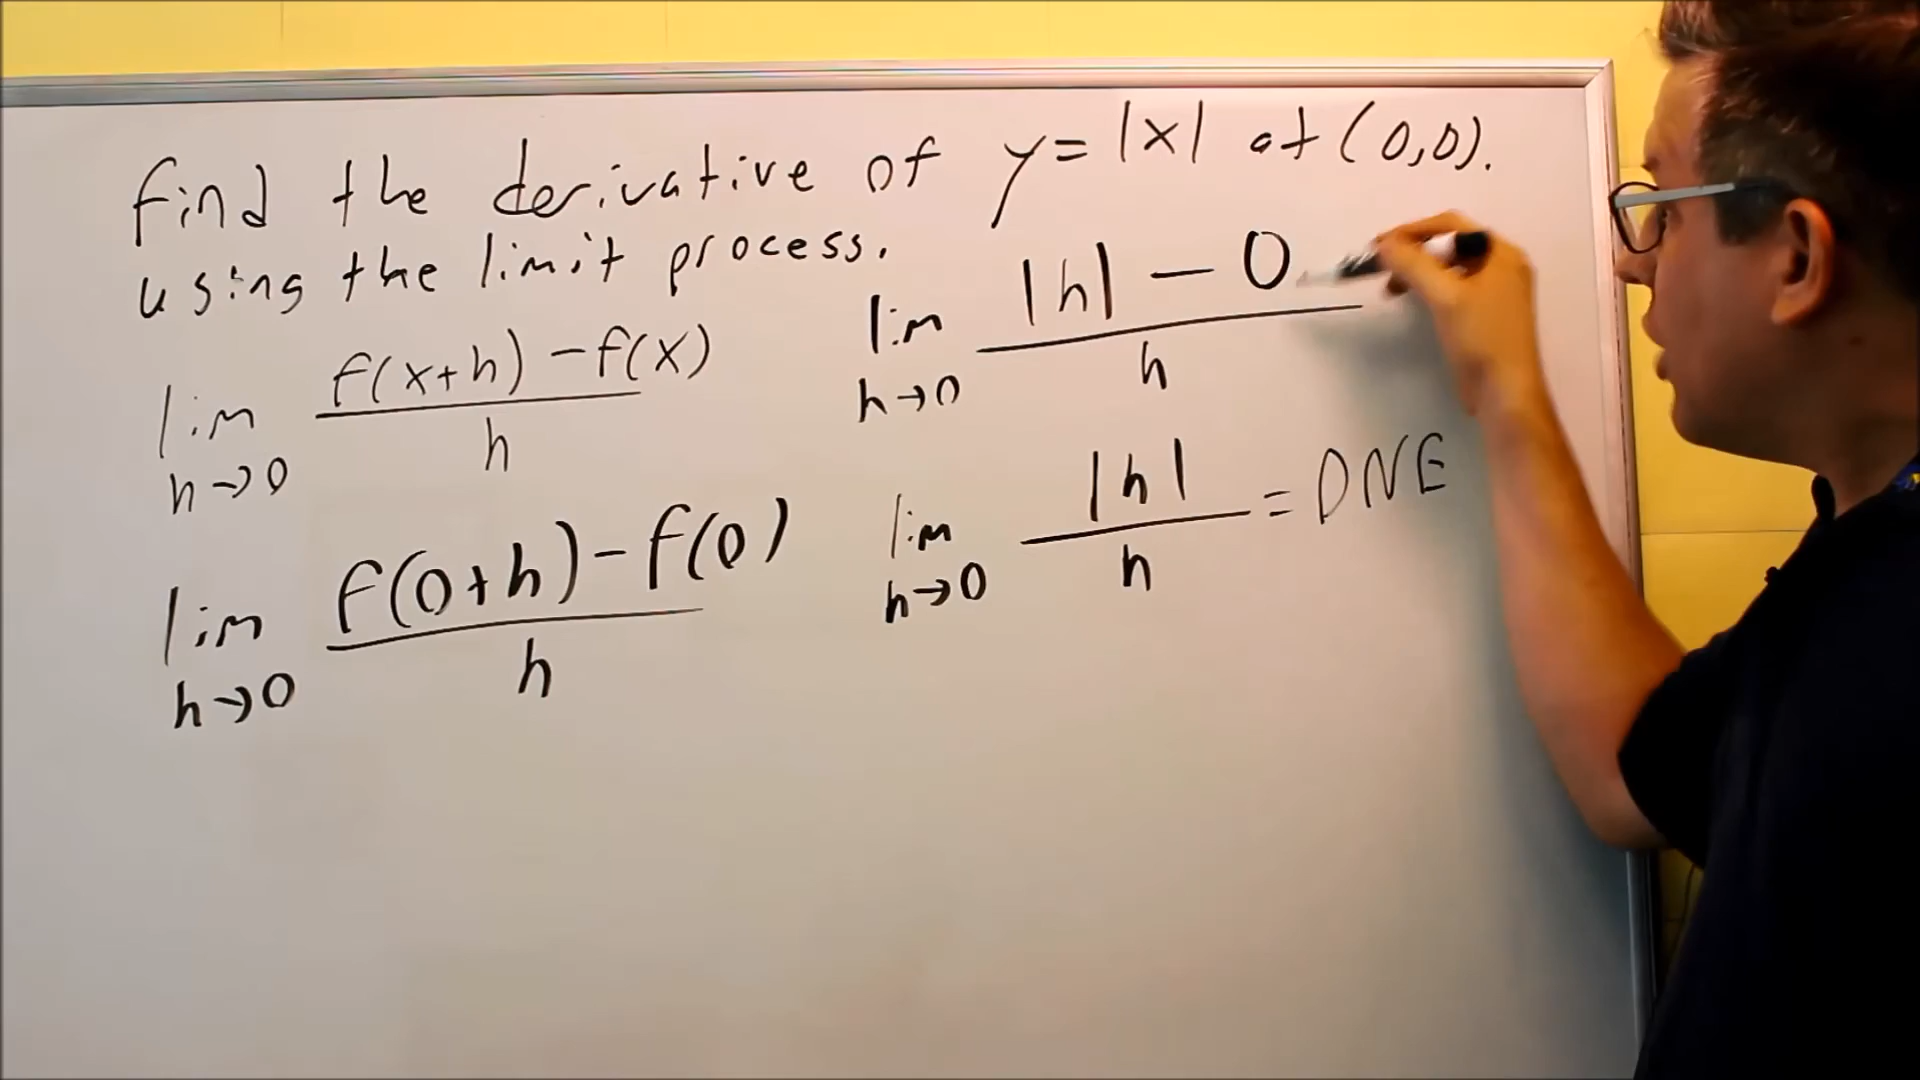 find the derivative of y = |x| at (0,0).
using the limit process.
lim h→0 f(x+h) - f(x) / h
lim h→0 f(0+h) - f(0) / h
lim h→0 |h| - 0 / h
lim h→0 |h| / h = DNE